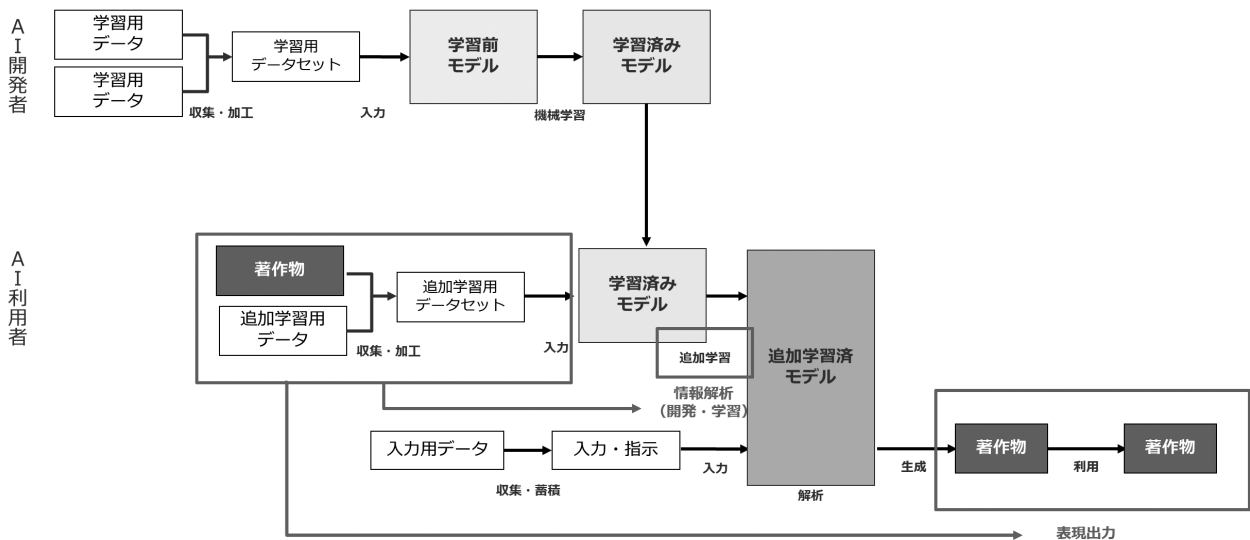 AI開発者
学習用
データ
学習用
データ
収集・加工
学習用
データセット
入力
学習前
モデル
機械学習
学習済み
モデル
AI利用者
著作物
追加学習用
データ
収集・加工
追加学習用
データセット
入力
学習済み
モデル
追加学習
情報解析
(開発・学習)
追加学習済
モデル
入力用データ
収集・蓄積
入力・指示
入力
解析
生成
著作物
利用
著作物
表現出力